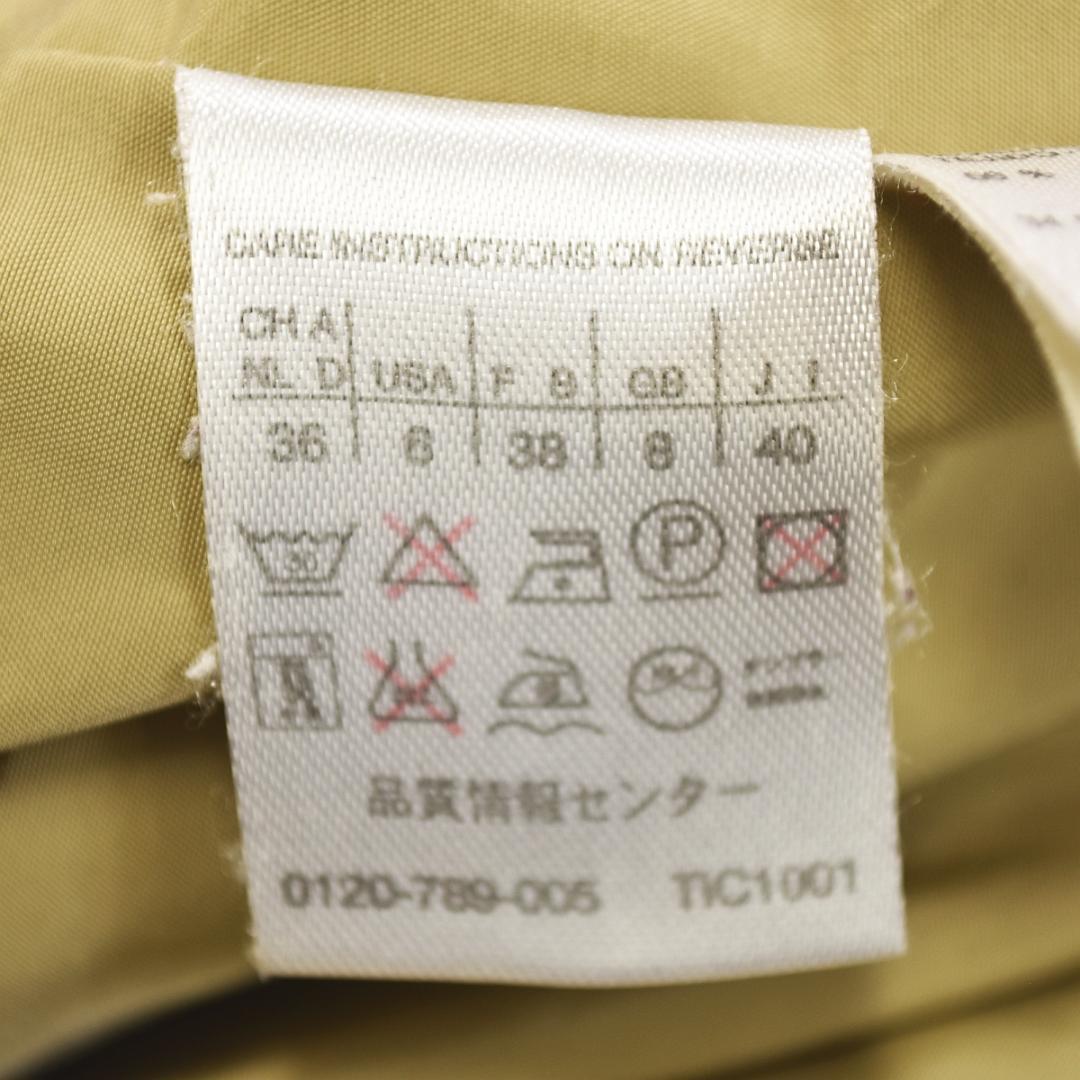 CARE INSTRUCTIONS ON REVERSE
CH A
NL D USA F B GB J I
36 6 38 8 40
30 P
品質情報センター
0120-789-005 TIC1001